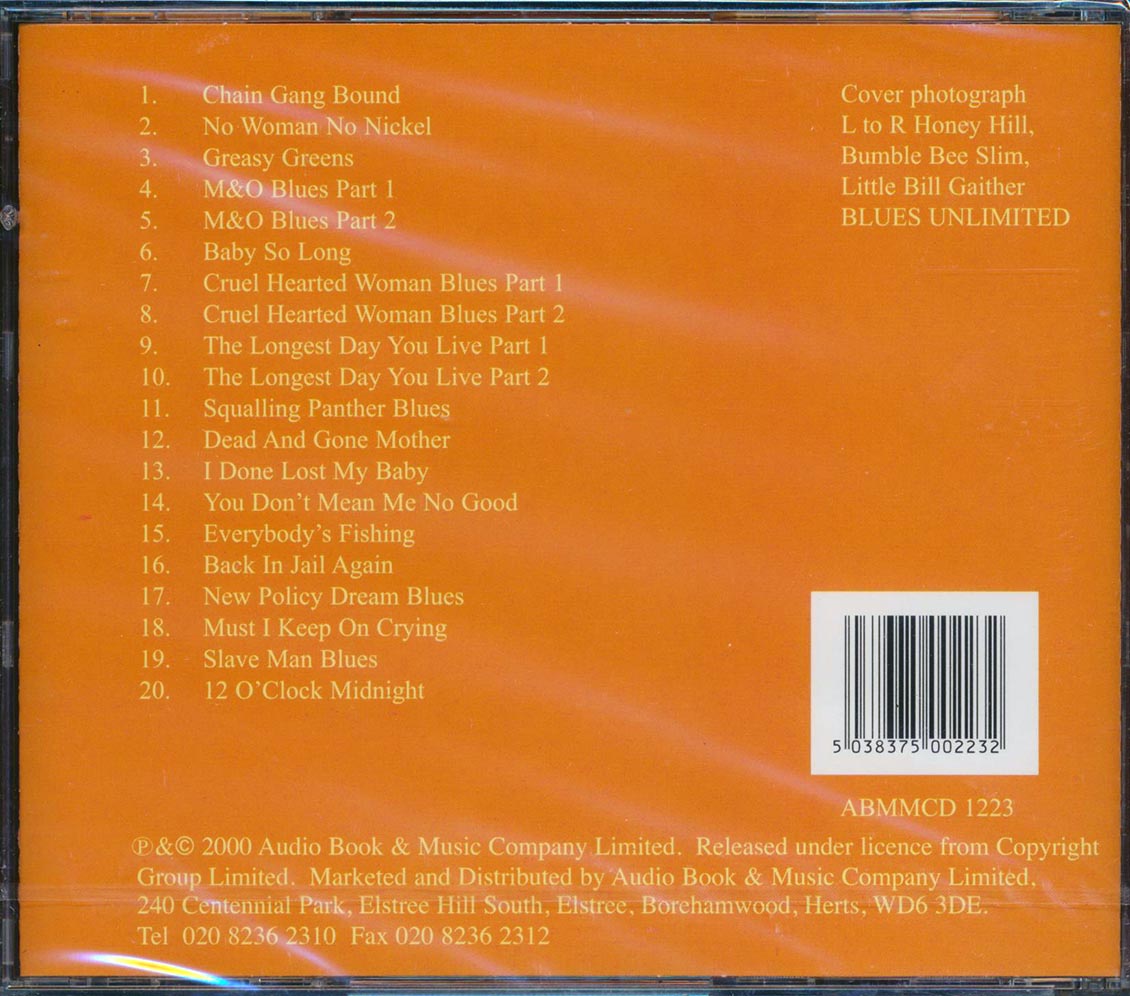 1. Chain Gang Bound
2. No Woman No Nickel
3. Greasy Greens
4. M&O Blues Part 1
5. M&O Blues Part 2
6. Baby So Long
7. Cruel Hearted Woman Blues Part 1
8. Cruel Hearted Woman Blues Part 2
9. The Longest Day You Live Part 1
10. The Longest Day You Live Part 2
11. Squalling Panther Blues
12. Dead And Gone Mother
13. I Done Lost My Baby
14. You Don't Mean Me No Good
15. Everybody's Fishing
16. Back In Jail Again
17. New Policy Dream Blues
18. Must I Keep On Crying
19. Slave Man Blues
20. 12 O'Clock Midnight
Cover photograph
L to R Honey Hill,
Bumble Bee Slim,
Little Bill Gaither
BLUES UNLIMITED
5 038375 002232
ABMMCD 1223
℗&© 2000 Audio Book & Music Company Limited. Released under licence from Copyright
Group Limited. Marketed and Distributed by Audio Book & Music Company Limited,
240 Centennial Park, Elstree Hill South, Elstree, Borehamwood, Herts, WD6 3DE.
Tel 020 8236 2310 Fax 020 8236 2312